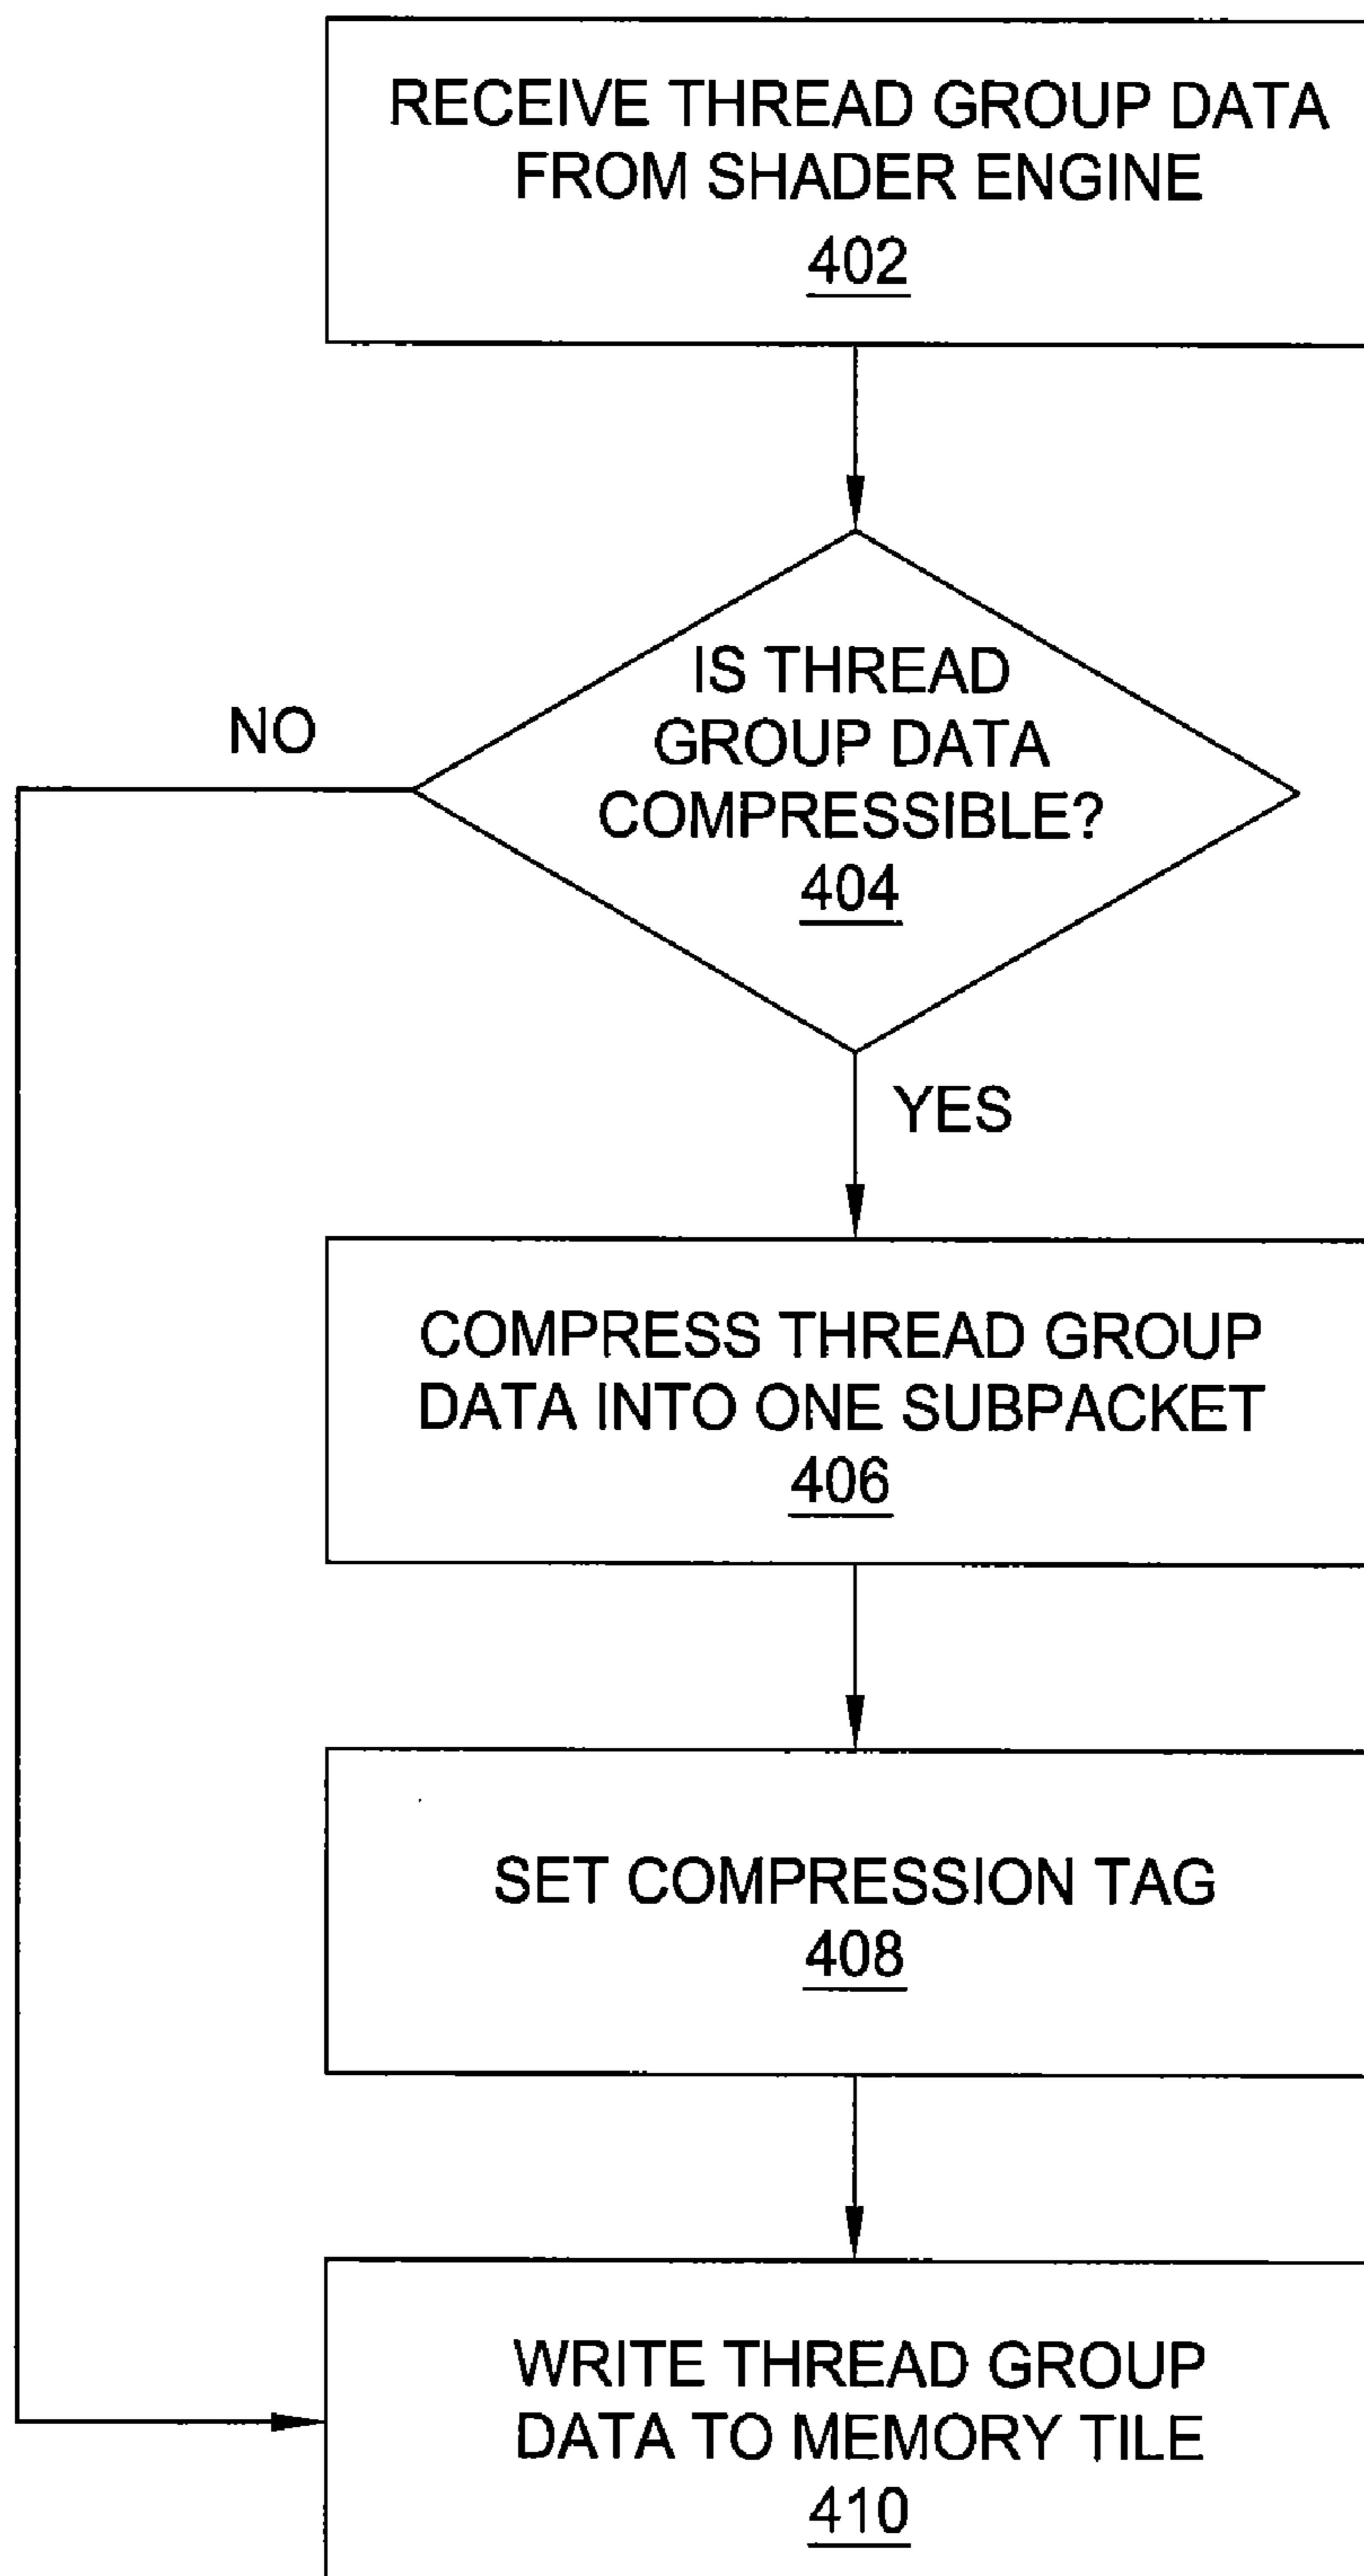 RECEIVE THREAD GROUP DATA
FROM SHADER ENGINE
402
IS THREAD
GROUP DATA
COMPRESSIBLE?
404
NO
YES
COMPRESS THREAD GROUP
DATA INTO ONE SUBPACKET
406
SET COMPRESSION TAG
408
WRITE THREAD GROUP
DATA TO MEMORY TILE
410